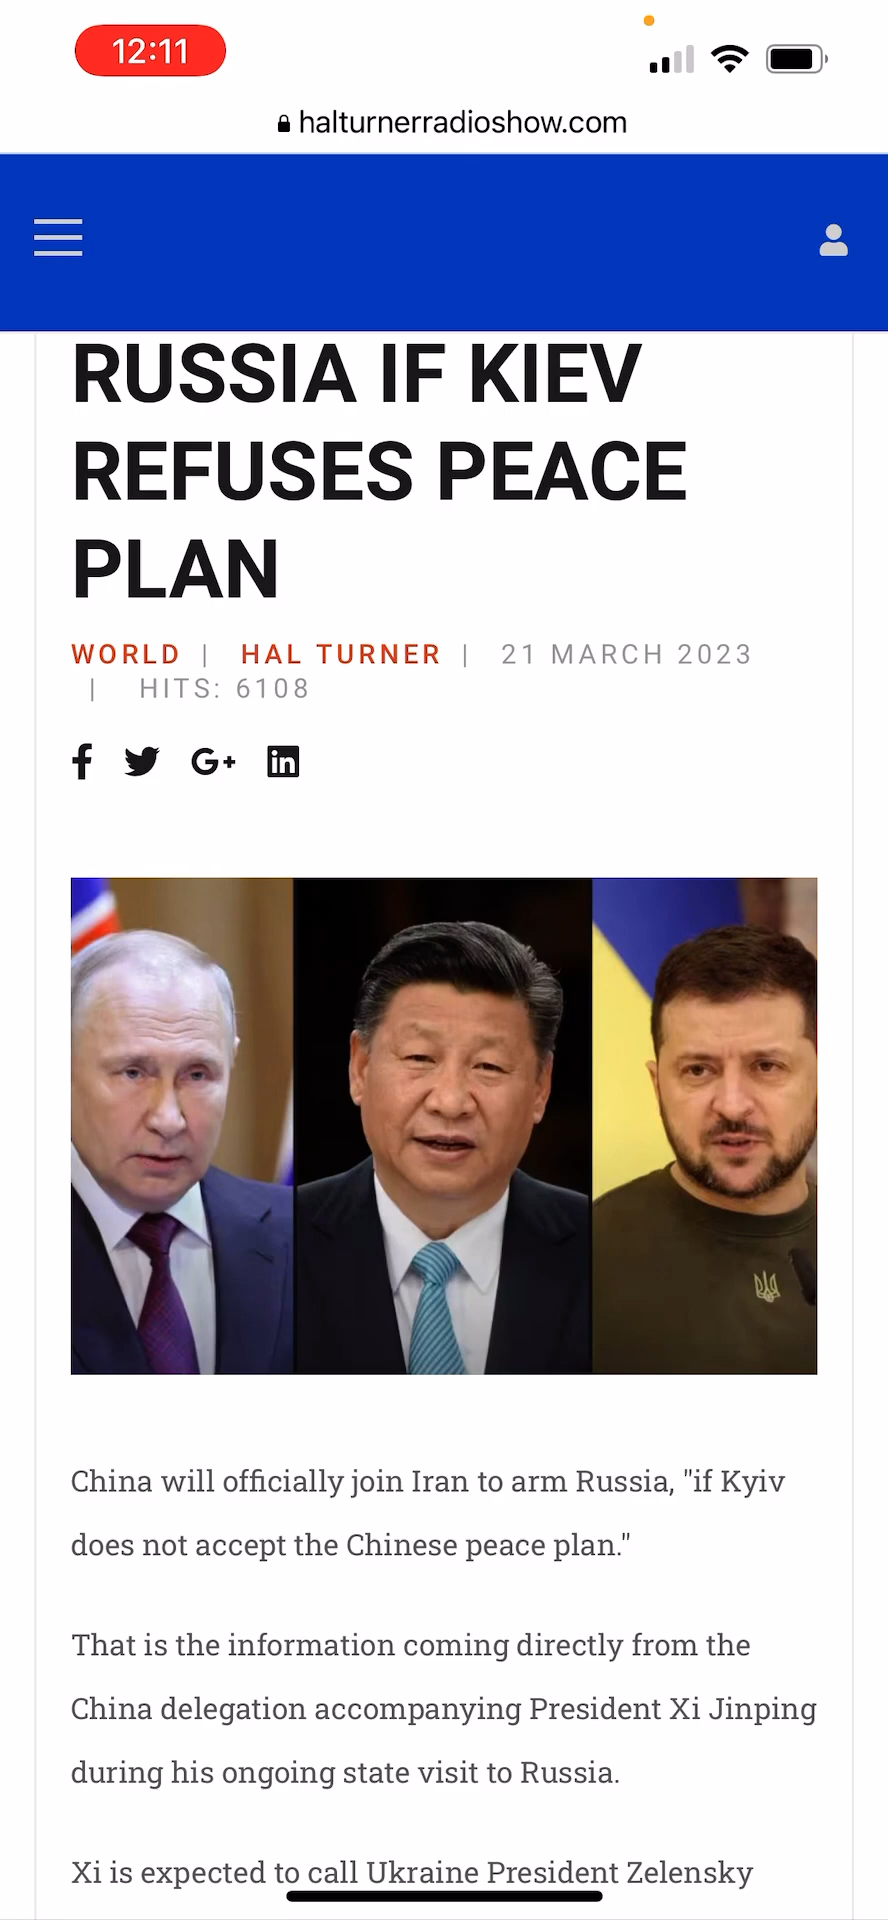 12:11
halturnerradioshow.com
RUSSIA IF KIEV
REFUSES PEACE
PLAN
WORLD | HAL TURNER | 21 MARCH 2023
| HITS: 6108
G+
in
China will officially join Iran to arm Russia, "if Kyiv
does not accept the Chinese peace plan."
That is the information coming directly from the
China delegation accompanying President Xi Jinping
during his ongoing state visit to Russia.
Xi is expected to call Ukraine President Zelensky